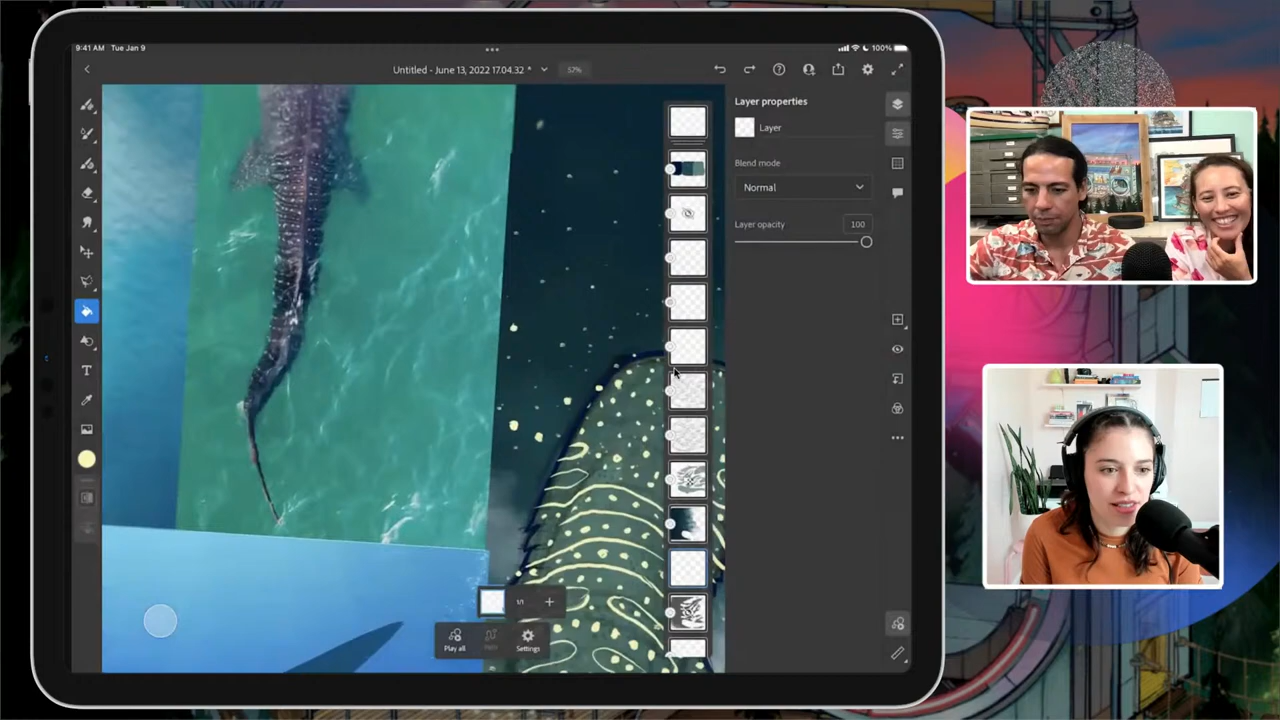 9:41 AM Tue Jan 9
100%
Untitled - June 13, 2022 17.04.32 *
57%
Layer properties
Layer
Blend mode
Normal
Layer opacity
100
T
1/1
Play all
Settings